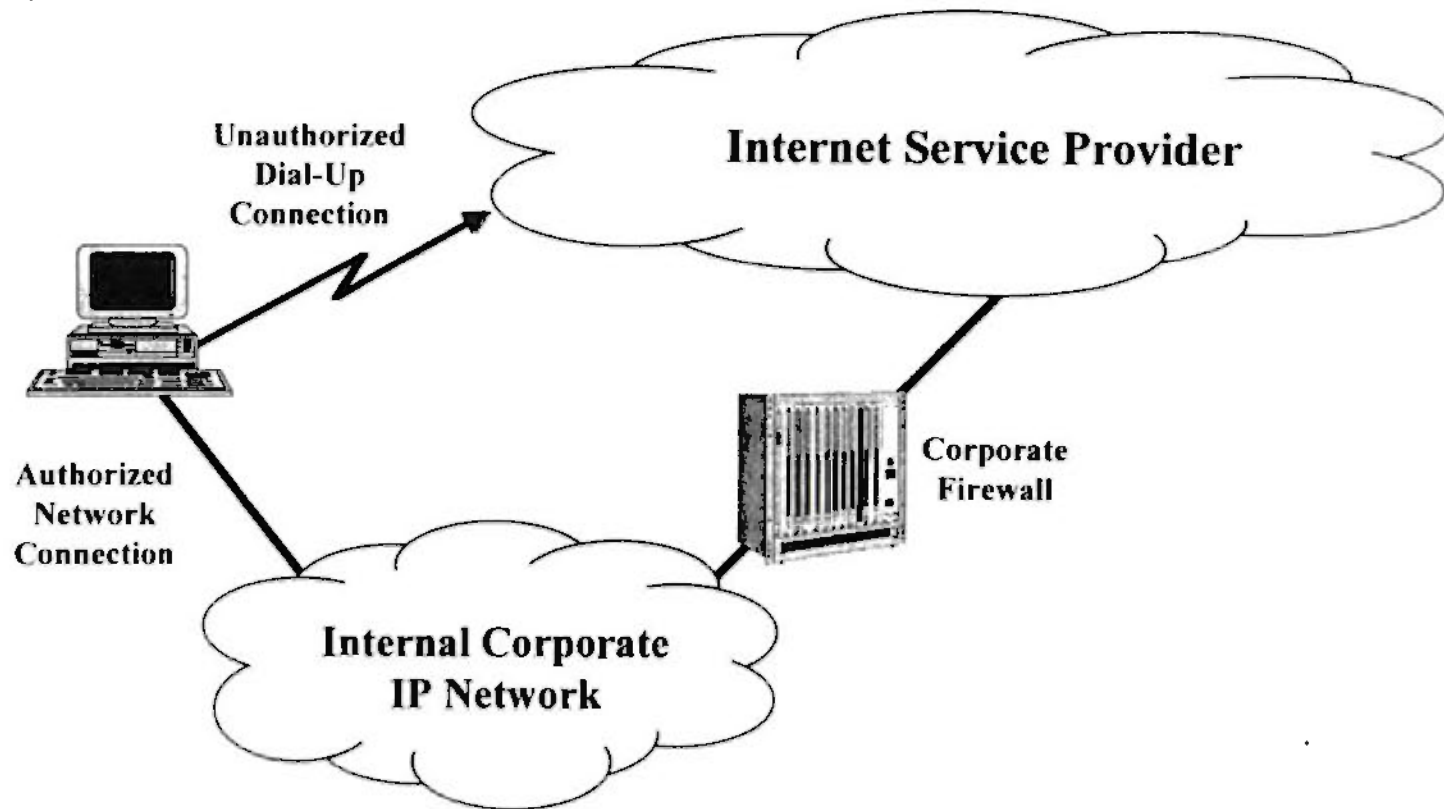 Unauthorized
Dial-Up
Connection
Internet Service Provider
Authorized
Network
Connection
Corporate
Firewall
Internal Corporate
IP Network